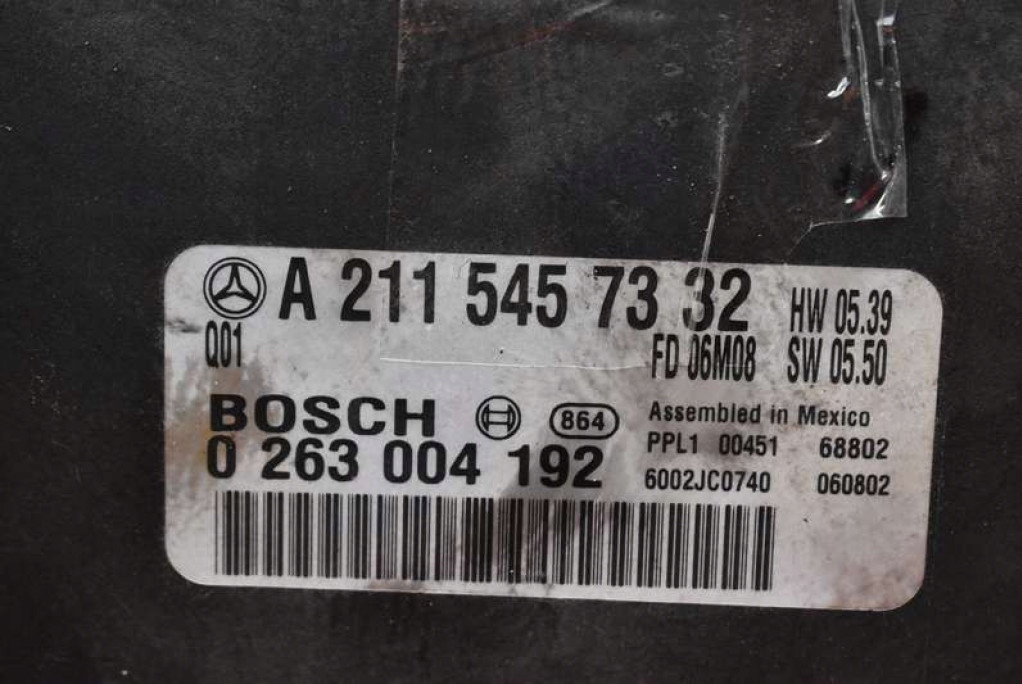 A 211 545 73 32 HW 05.39
Q01 FD 06M08 SW 05.50
BOSCH 864 Assembled in Mexico
0 263 004 192 PPL1 00451 68802
6002JC0740 060802